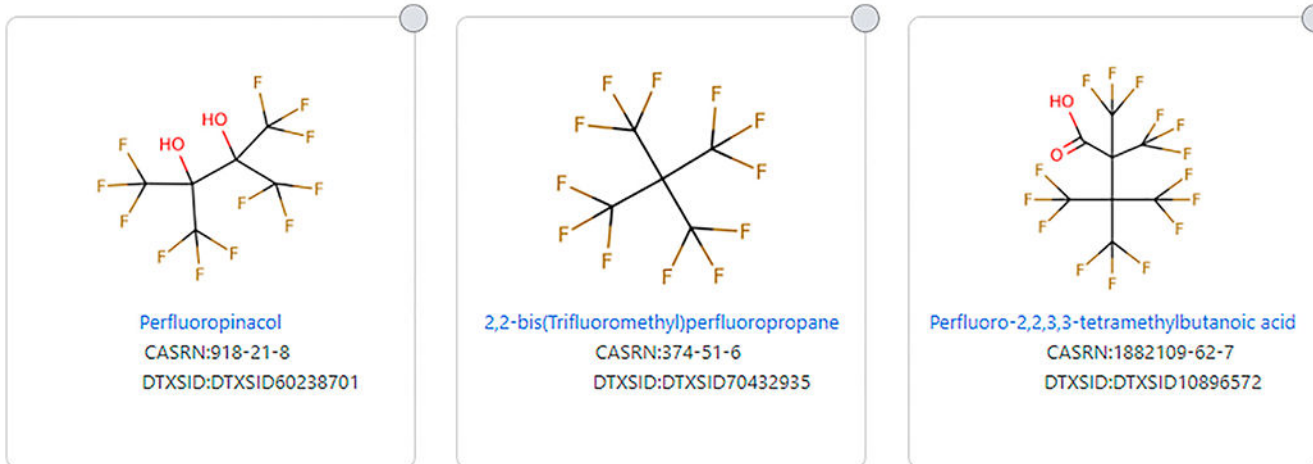 F F F
HO
HO
F F F
F F F
F F F
Perfluoropinacol
CASRN:918-21-8
DTXSID:DTXSID60238701
F F F
F F F
F F F
F F F
2,2-bis(Trifluoromethyl)perfluoropropane
CASRN:374-51-6
DTXSID:DTXSID70432935
F F F
HO
O
F F F
F F F
F F F
F F F
Perfluoro-2,2,3,3-tetramethylbutanoic acid
CASRN:1882109-62-7
DTXSID:DTXSID10896572